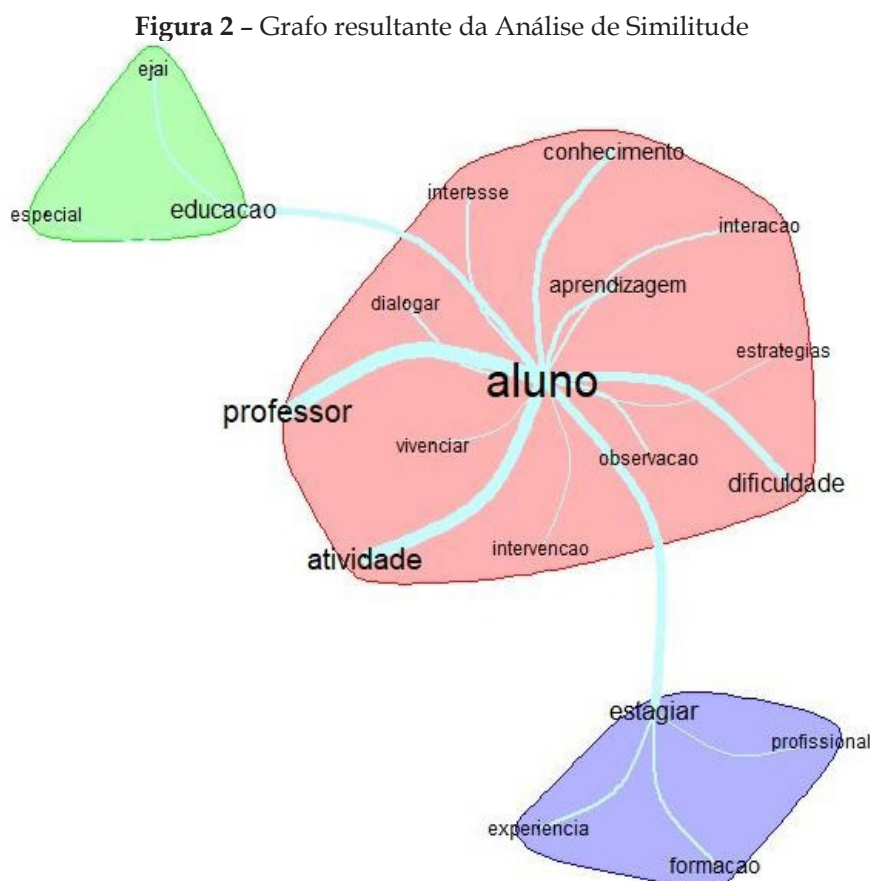 Figura 2 – Grafo resultante da Análise de Similitude
ejai
conhecimento
interesse
especial
educacao
interacao
aprendizagem
dialogar
estrategias
aluno
professor
vivenciar
observacao
dificuldade
intervencao
atividade
estagiar
profissional
experiencia
formacao